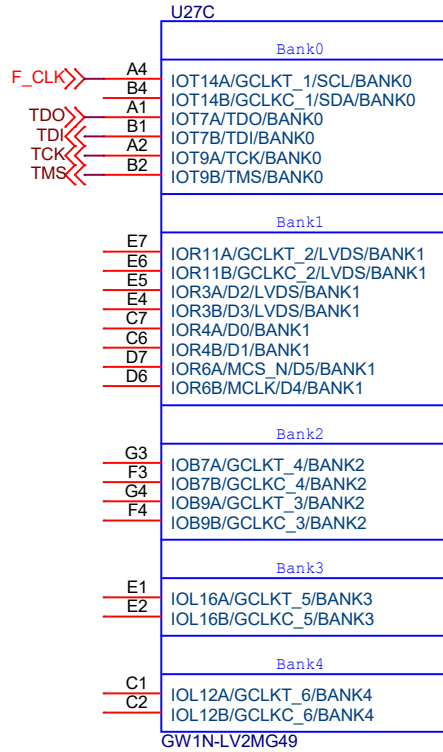 U27C
Bank0
F_CLK A4 IOT14A/GCLKT_1/SCL/BANK0
B4 IOT14B/GCLKC_1/SDA/BANK0
TDO A1 IOT7A/TDO/BANK0
TDI B1 IOT7B/TDI/BANK0
TCK A2 IOT9A/TCK/BANK0
TMS B2 IOT9B/TMS/BANK0
Bank1
E7 IOR11A/GCLKT_2/LVDS/BANK1
E6 IOR11B/GCLKC_2/LVDS/BANK1
E5 IOR3A/D2/LVDS/BANK1
E4 IOR3B/D3/LVDS/BANK1
C7 IOR4A/D0/BANK1
C6 IOR4B/D1/BANK1
D7 IOR6A/MCS_N/D5/BANK1
D6 IOR6B/MCLK/D4/BANK1
Bank2
G3 IOB7A/GCLKT_4/BANK2
F3 IOB7B/GCLKC_4/BANK2
G4 IOB9A/GCLKT_3/BANK2
F4 IOB9B/GCLKC_3/BANK2
Bank3
E1 IOL16A/GCLKT_5/BANK3
E2 IOL16B/GCLKC_5/BANK3
Bank4
C1 IOL12A/GCLKT_6/BANK4
C2 IOL12B/GCLKC_6/BANK4
GW1N-LV2MG49